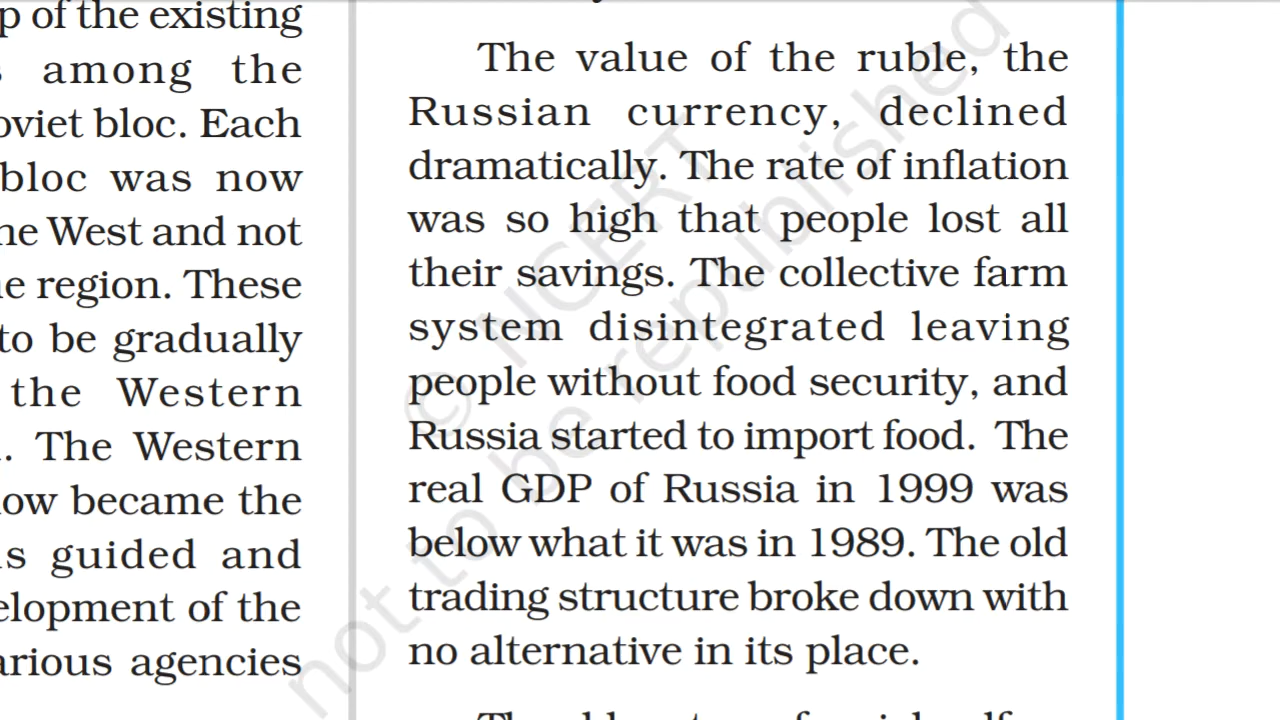 p of the existing
among the
oviet bloc. Each
bloc was now
he West and not
e region. These
to be gradually
the Western
. The Western
ow became the
s guided and
elopment of the
arious agencies
The value of the ruble, the
Russian currency, declined
dramatically. The rate of inflation
was so high that people lost all
their savings. The collective farm
system disintegrated leaving
people without food security, and
Russia started to import food. The
real GDP of Russia in 1999 was
below what it was in 1989. The old
trading structure broke down with
no alternative in its place.
© NCERT
not to be republished